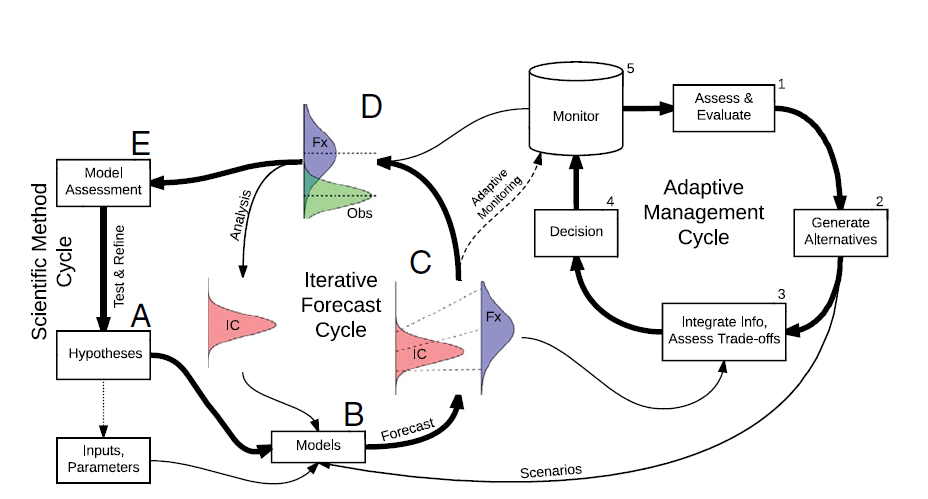 5
Monitor
1
Assess &
Evaluate
D
Fx
Obs
E
Model
Assessment
Analysis
Adaptive
Monitoring
Adaptive
Management
Cycle
4
Decision
2
Generate
Alternatives
Scientific Method
Cycle
Test & Refine
C
Iterative
Forecast
Cycle
IC
IC
Fx
3
Integrate Info,
Assess Trade-offs
A
Hypotheses
B
Models
Forecast
Inputs,
Parameters
Scenarios